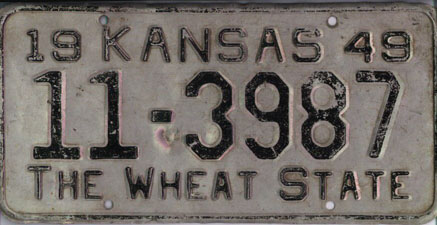 19 KANSAS 49
11-3987
THE WHEAT STATE